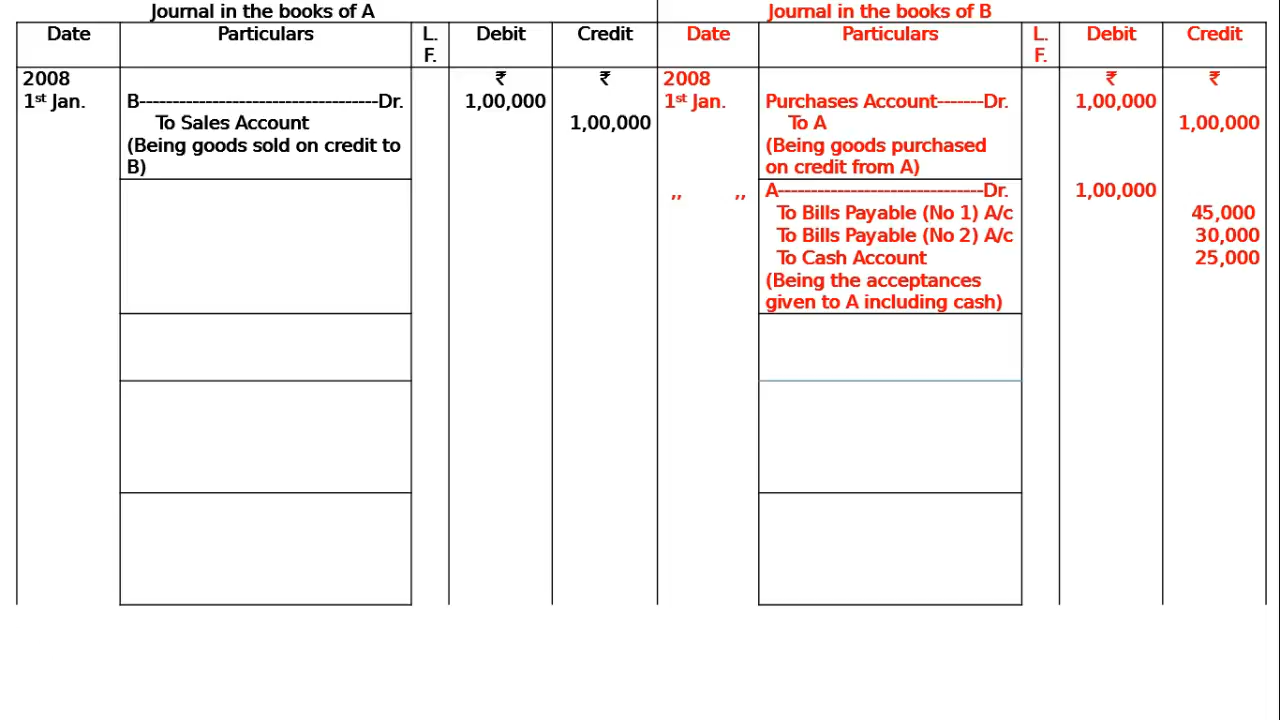 Journal in the books of A
Date Particulars L. F. Debit Credit
2008 ₹ ₹
1st Jan. B------------------------------------Dr. 1,00,000
To Sales Account 1,00,000
(Being goods sold on credit to
B)
Journal in the books of B
Date Particulars L. F. Debit Credit
2008 ₹ ₹
1st Jan. Purchases Account-------Dr. 1,00,000
To A 1,00,000
(Being goods purchased
on credit from A)
,, ,, A-------------------------------Dr. 1,00,000
To Bills Payable (No 1) A/c 45,000
To Bills Payable (No 2) A/c 30,000
To Cash Account 25,000
(Being the acceptances
given to A including cash)